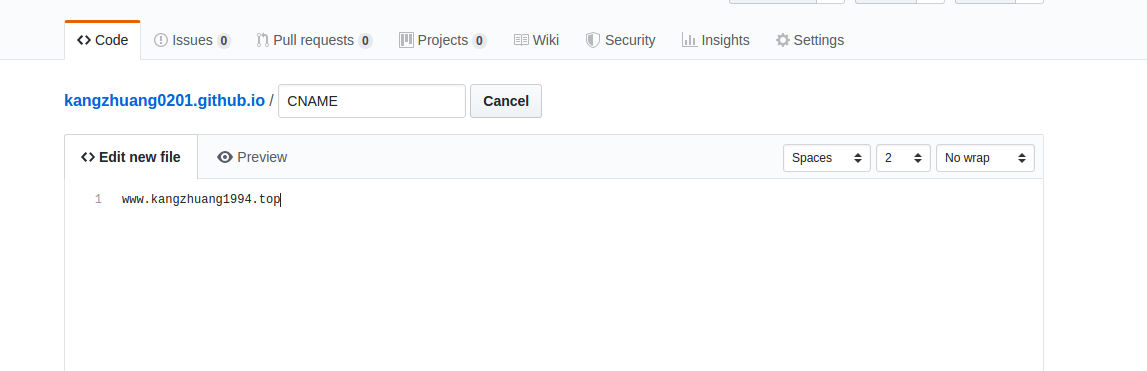 Code Issues 0 Pull requests 0 Projects 0 Wiki Security Insights Settings
kangzhuang0201.github.io / CNAME Cancel
Edit new file Preview Spaces 2 No wrap
1 www.kangzhuang1994.top